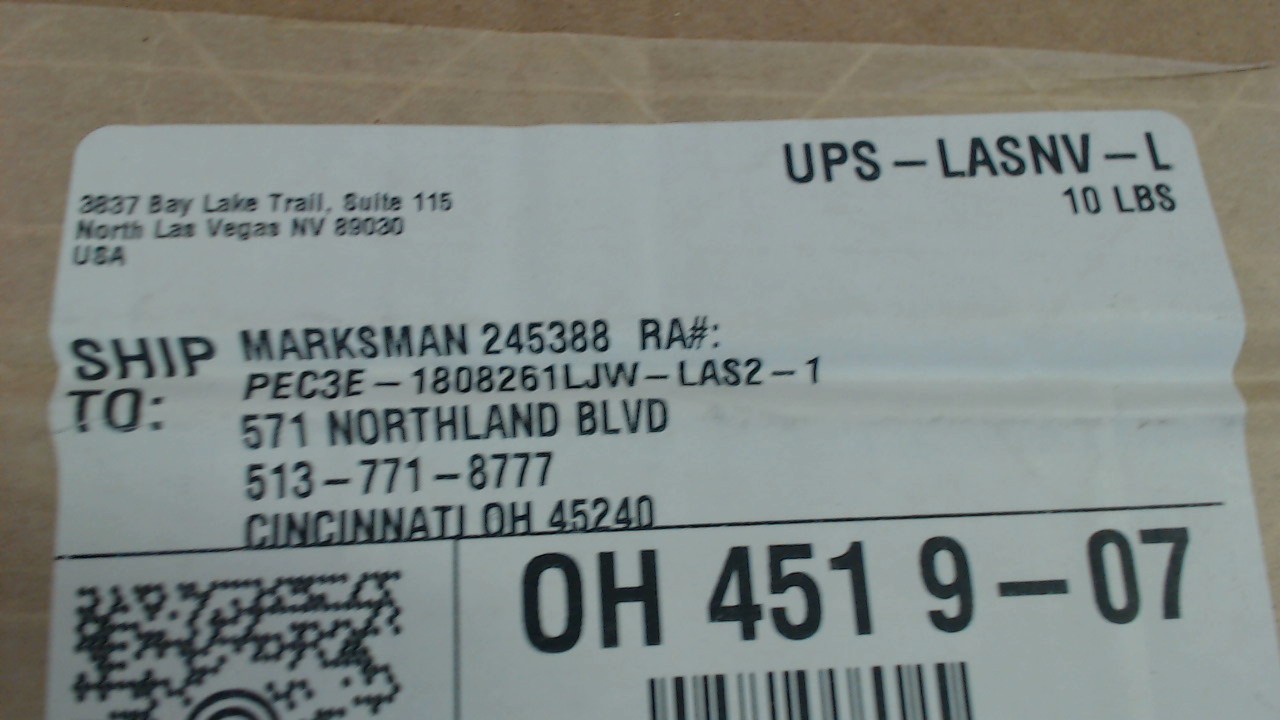 UPS-LASNV-L
10 LBS
3837 Bay Lake Trail, Suite 115
North Las Vegas NV 89030
USA
SHIP TO:
MARKSMAN 245388 RA#:
PEC3E-1808261LJW-LAS2-1
571 NORTHLAND BLVD
513-771-8777
CINCINNATI OH 45240
OH 451 9-07